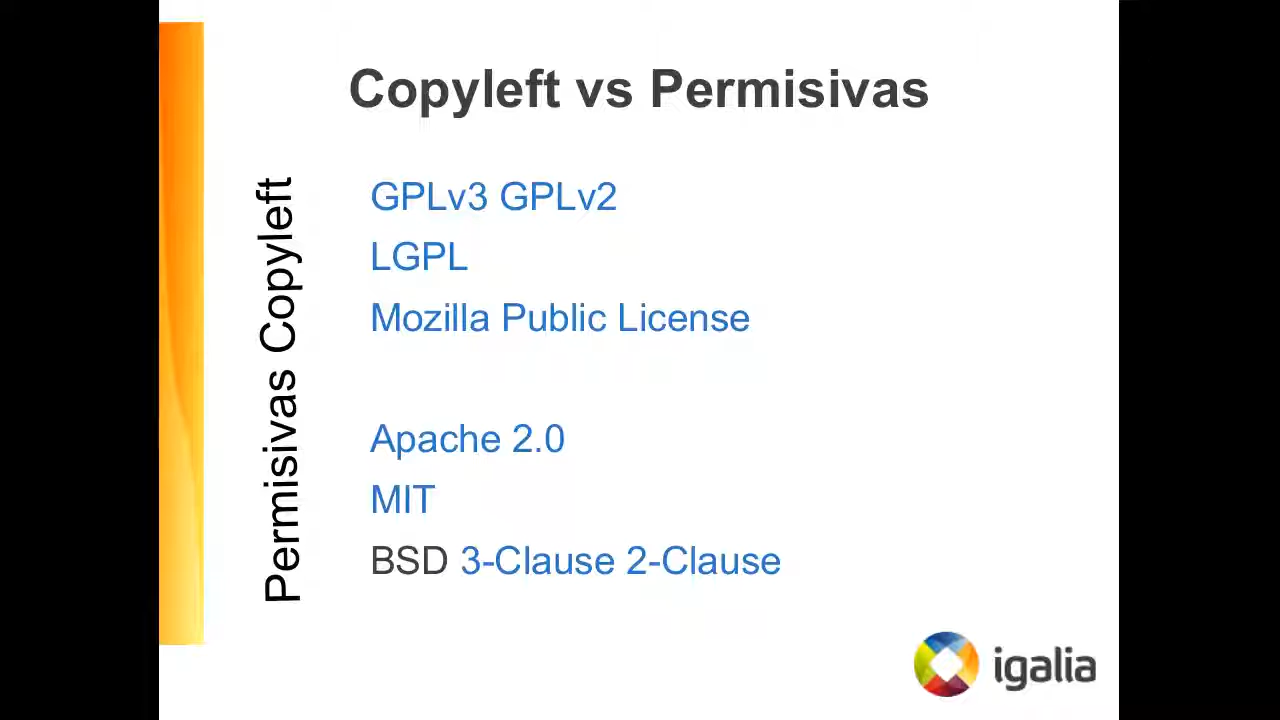 Copyleft vs Permisivas
Permisivas Copyleft
GPLv3 GPLv2
LGPL
Mozilla Public License
Apache 2.0
MIT
BSD 3-Clause 2-Clause
igalia